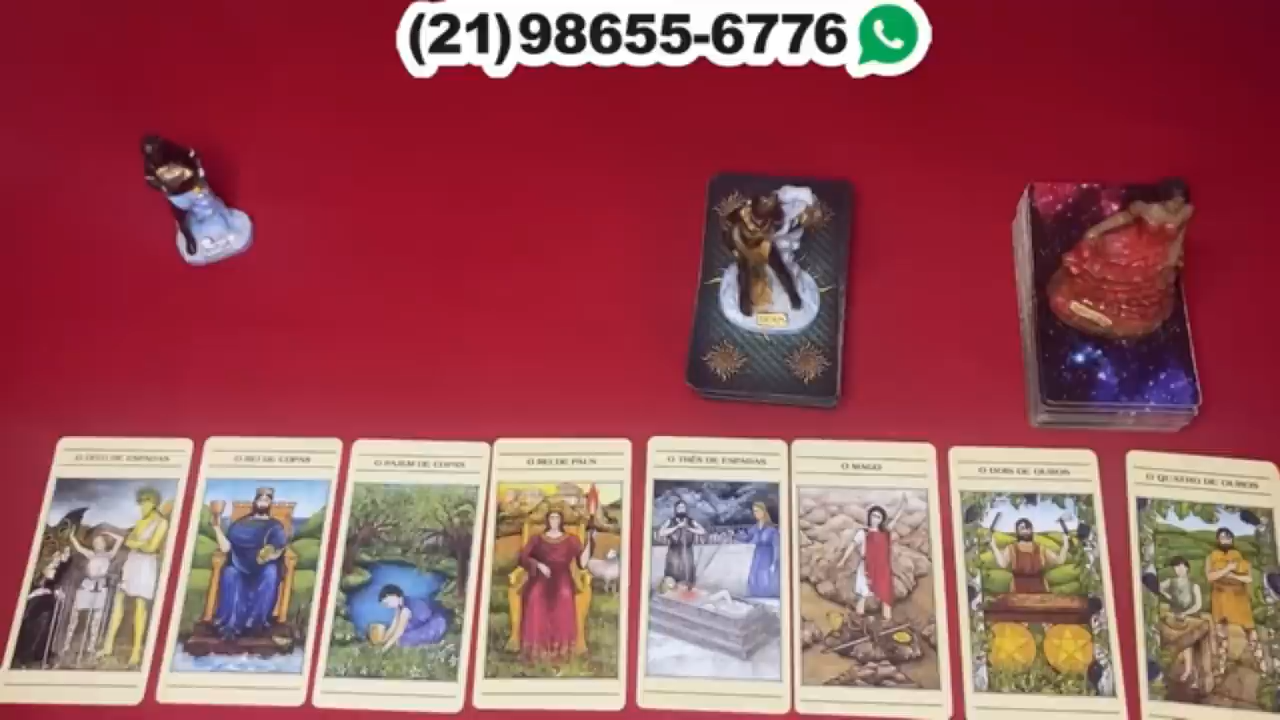 (21)98655-6776
O OITO DE ESPADAS
O REI DE COPAS
O PAJEM DE COPAS
O REI DE PAUS
O TRÊS DE ESPADAS
O MAGO
O DOIS DE OUROS
O QUATRO DE OUROS